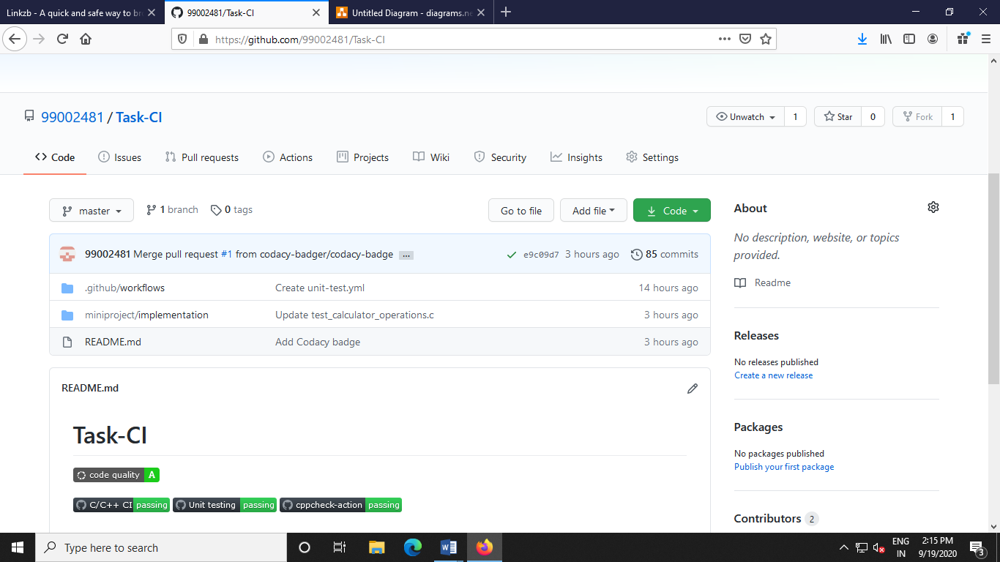 Linkzb - A quick and safe way to br
99002481/Task-CI
Untitled Diagram - diagrams.ne
https://github.com/99002481/Task-CI
99002481 / Task-CI
Unwatch 1
Star 0
Fork 1
Code
Issues
Pull requests
Actions
Projects
Wiki
Security
Insights
Settings
master
1 branch
0 tags
Go to file
Add file
Code
99002481 Merge pull request #1 from codacy-badger/codacy-badge ...
e9c09d7 3 hours ago
85 commits
.github/workflows Create unit-test.yml 14 hours ago
miniproject/implementation Update test_calculator_operations.c 3 hours ago
README.md Add Codacy badge 3 hours ago
README.md
Task-CI
code quality A
C/C++ CI passing Unit testing passing cppcheck-action passing
About
No description, website, or topics
provided.
Readme
Releases
No releases published
Create a new release
Packages
No packages published
Publish your first package
Contributors 2
Type here to search
ENG
IN
2:15 PM
9/19/2020
3